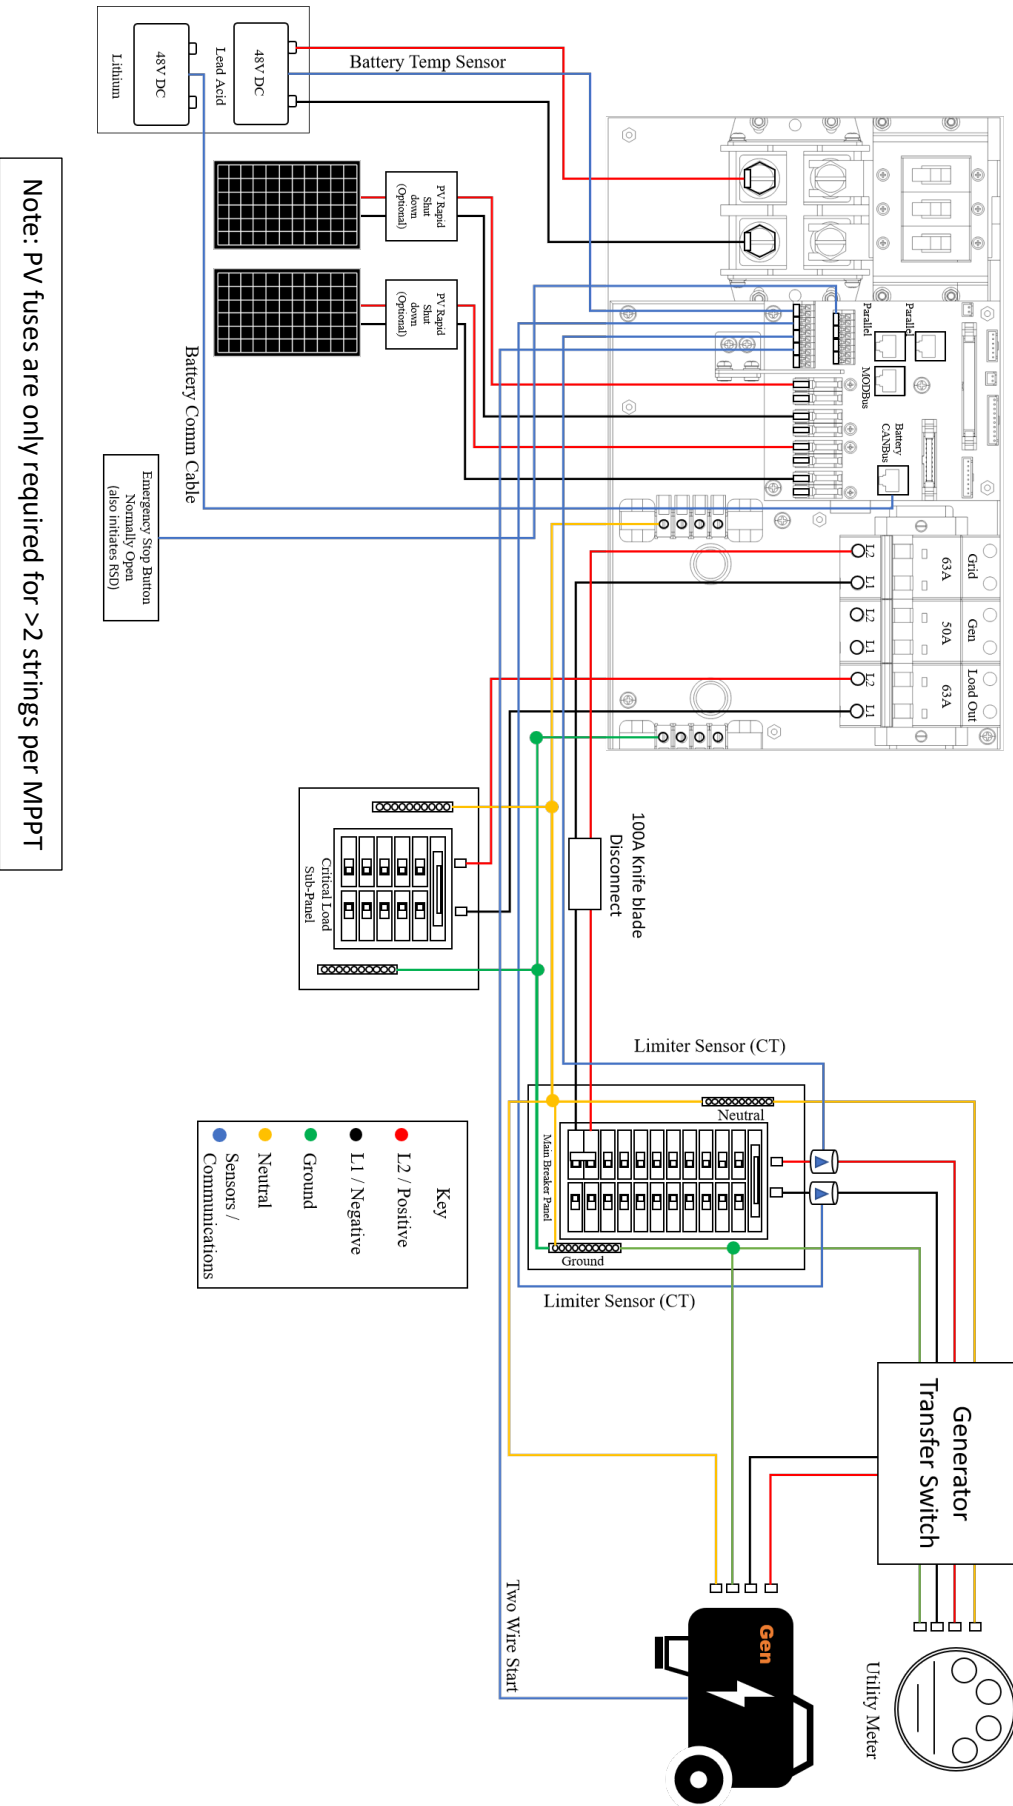 Battery Temp Sensor
48V DC
Lead Acid
48V DC
Lithium
PV Rapid
Shut
down
(Optional)
PV Rapid
Shut
down
(Optional)
Battery Comm Cable
Emergency Stop Button
Normally Open
(also initiates RSD)
Note: PV fuses are only required for >2 strings per MPPT
Parallel
Parallel
MODBus
Battery
CANBus
Grid
63A
L2
L1
Gen
50A
L2
L1
Load Out
63A
L2
L1
100A Knife blade
Disconnect
Critical Load
Sub-Panel
Limiter Sensor (CT)
Neutral
Main Breaker Panel
Ground
Limiter Sensor (CT)
Key
L2 / Positive
L1 / Negative
Ground
Neutral
Sensors /
Communications
Generator
Transfer Switch
Two Wire Start
Gen
Utility Meter